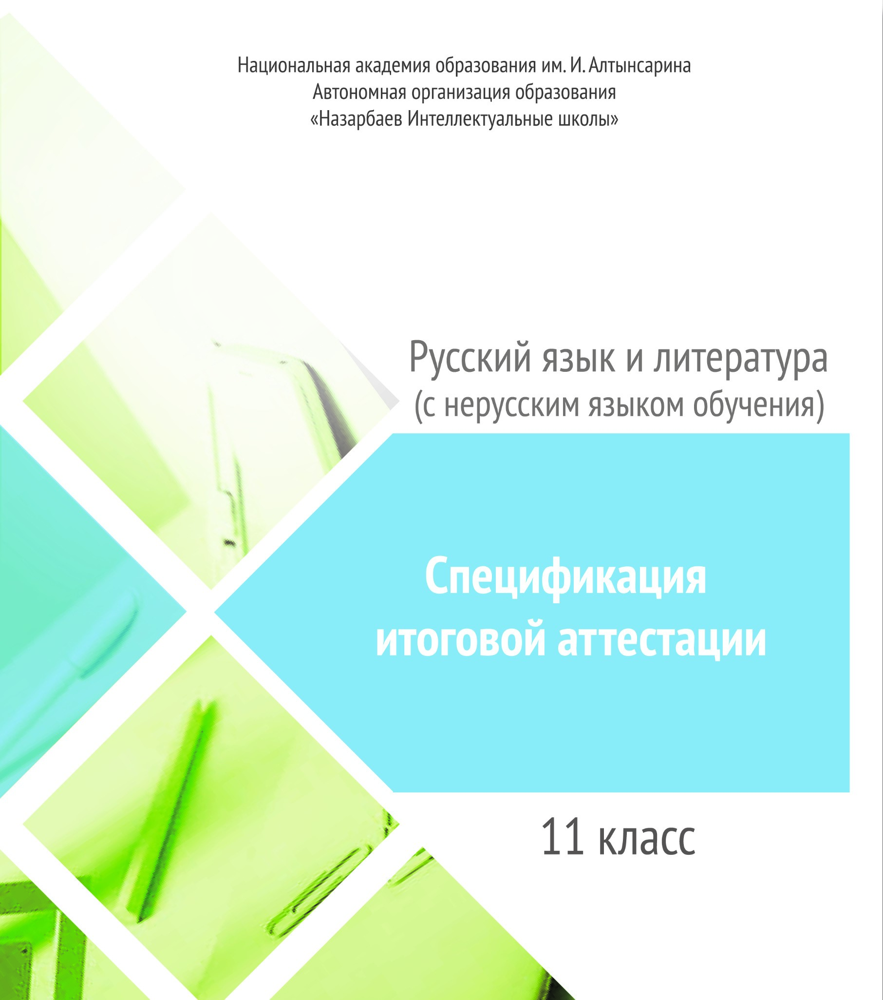 Национальная академия образования им. И. Алтынсарина
Автономная организация образования
«Назарбаев Интеллектуальные школы»
Русский язык и литература
(с нерусским языком обучения)
Спецификация
итоговой аттестации
11 класс